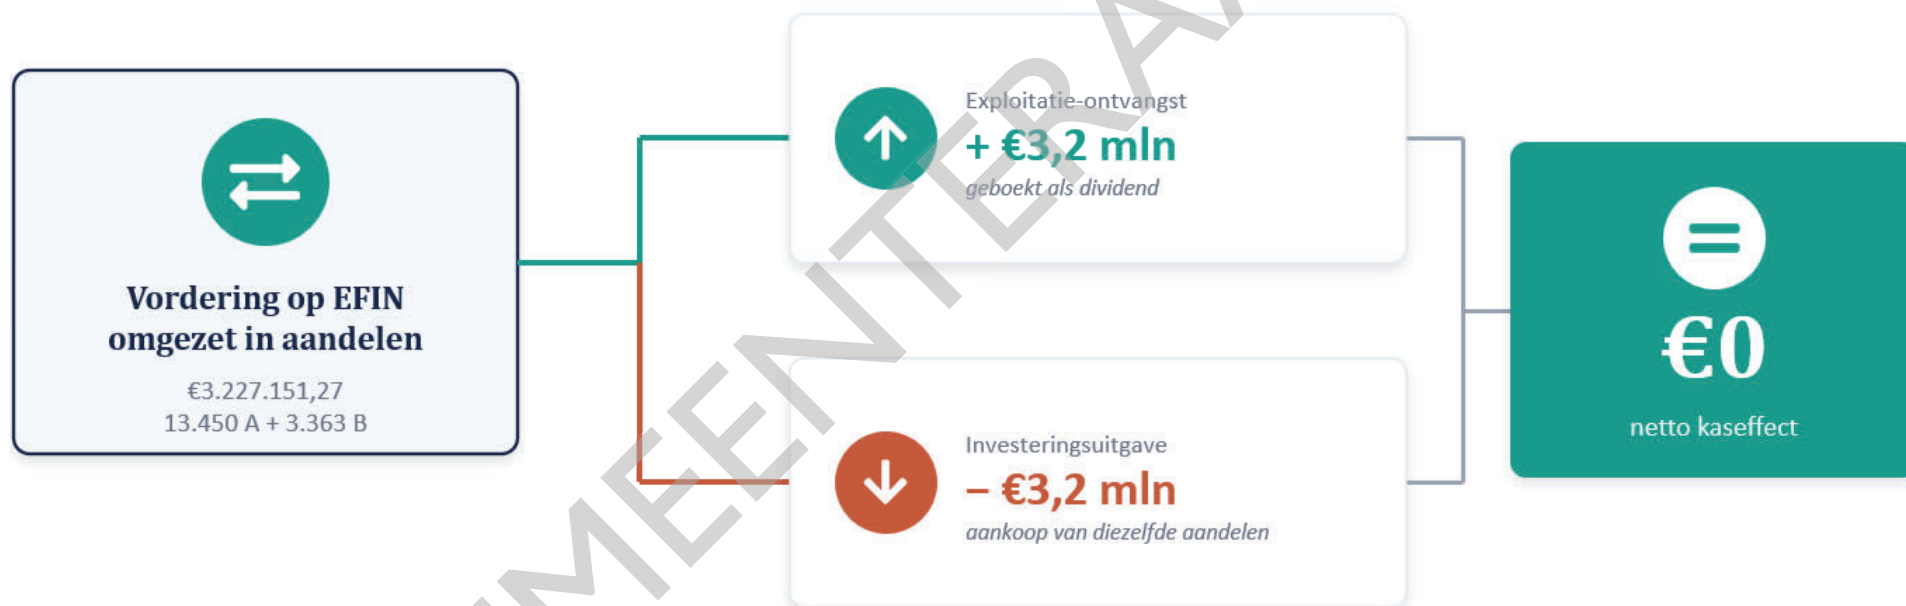 Vordering op EFIN
omgezet in aandelen
€3.227.151,27
13.450 A + 3.363 B
Exploitatie-ontvangst
+ €3,2 mln
geboekt als dividend
Investeringsuitgave
– €3,2 mln
aankoop van diezelfde aandelen
€0
netto kaseffect
MEENTERAA